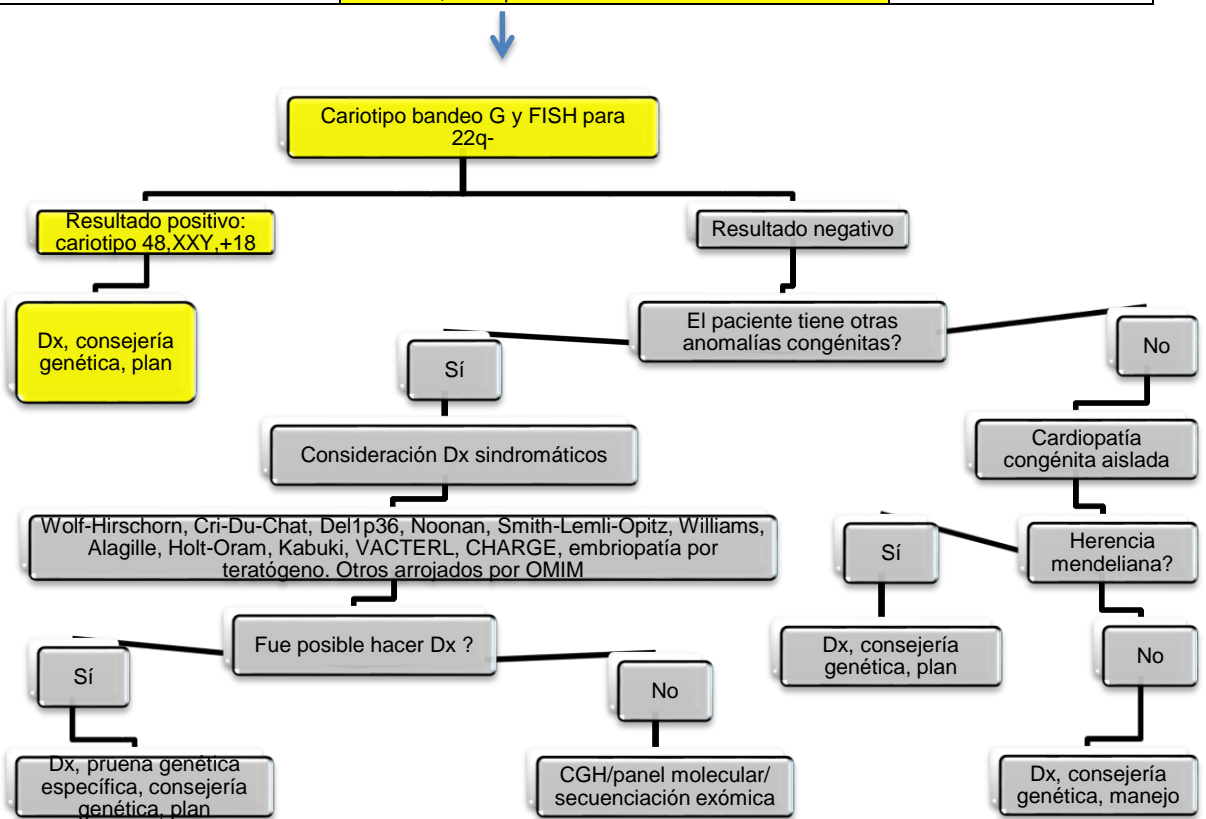 Cariotipo bandeo G y FISH para
22q-
Resultado positivo:
cariotipo 48,XXY,+18
Resultado negativo
Dx, consejería
genética, plan
El paciente tiene otras
anomalías congénitas?
Sí
No
Consideración Dx sindromáticos
Cardiopatía
congénita aislada
Wolf-Hirschorn, Cri-Du-Chat, Del1p36, Noonan, Smith-Lemli-Opitz, Williams,
Alagille, Holt-Oram, Kabuki, VACTERL, CHARGE, embriopatía por
teratógeno. Otros arrojados por OMIM
Sí
Herencia
mendeliana?
Fue posible hacer Dx ?
Dx, consejería
genética, plan
No
Sí
No
Dx, pruena genética
específica, consejería
genética, plan
CGH/panel molecular/
secuenciación exómica
Dx, consejería
genética, manejo